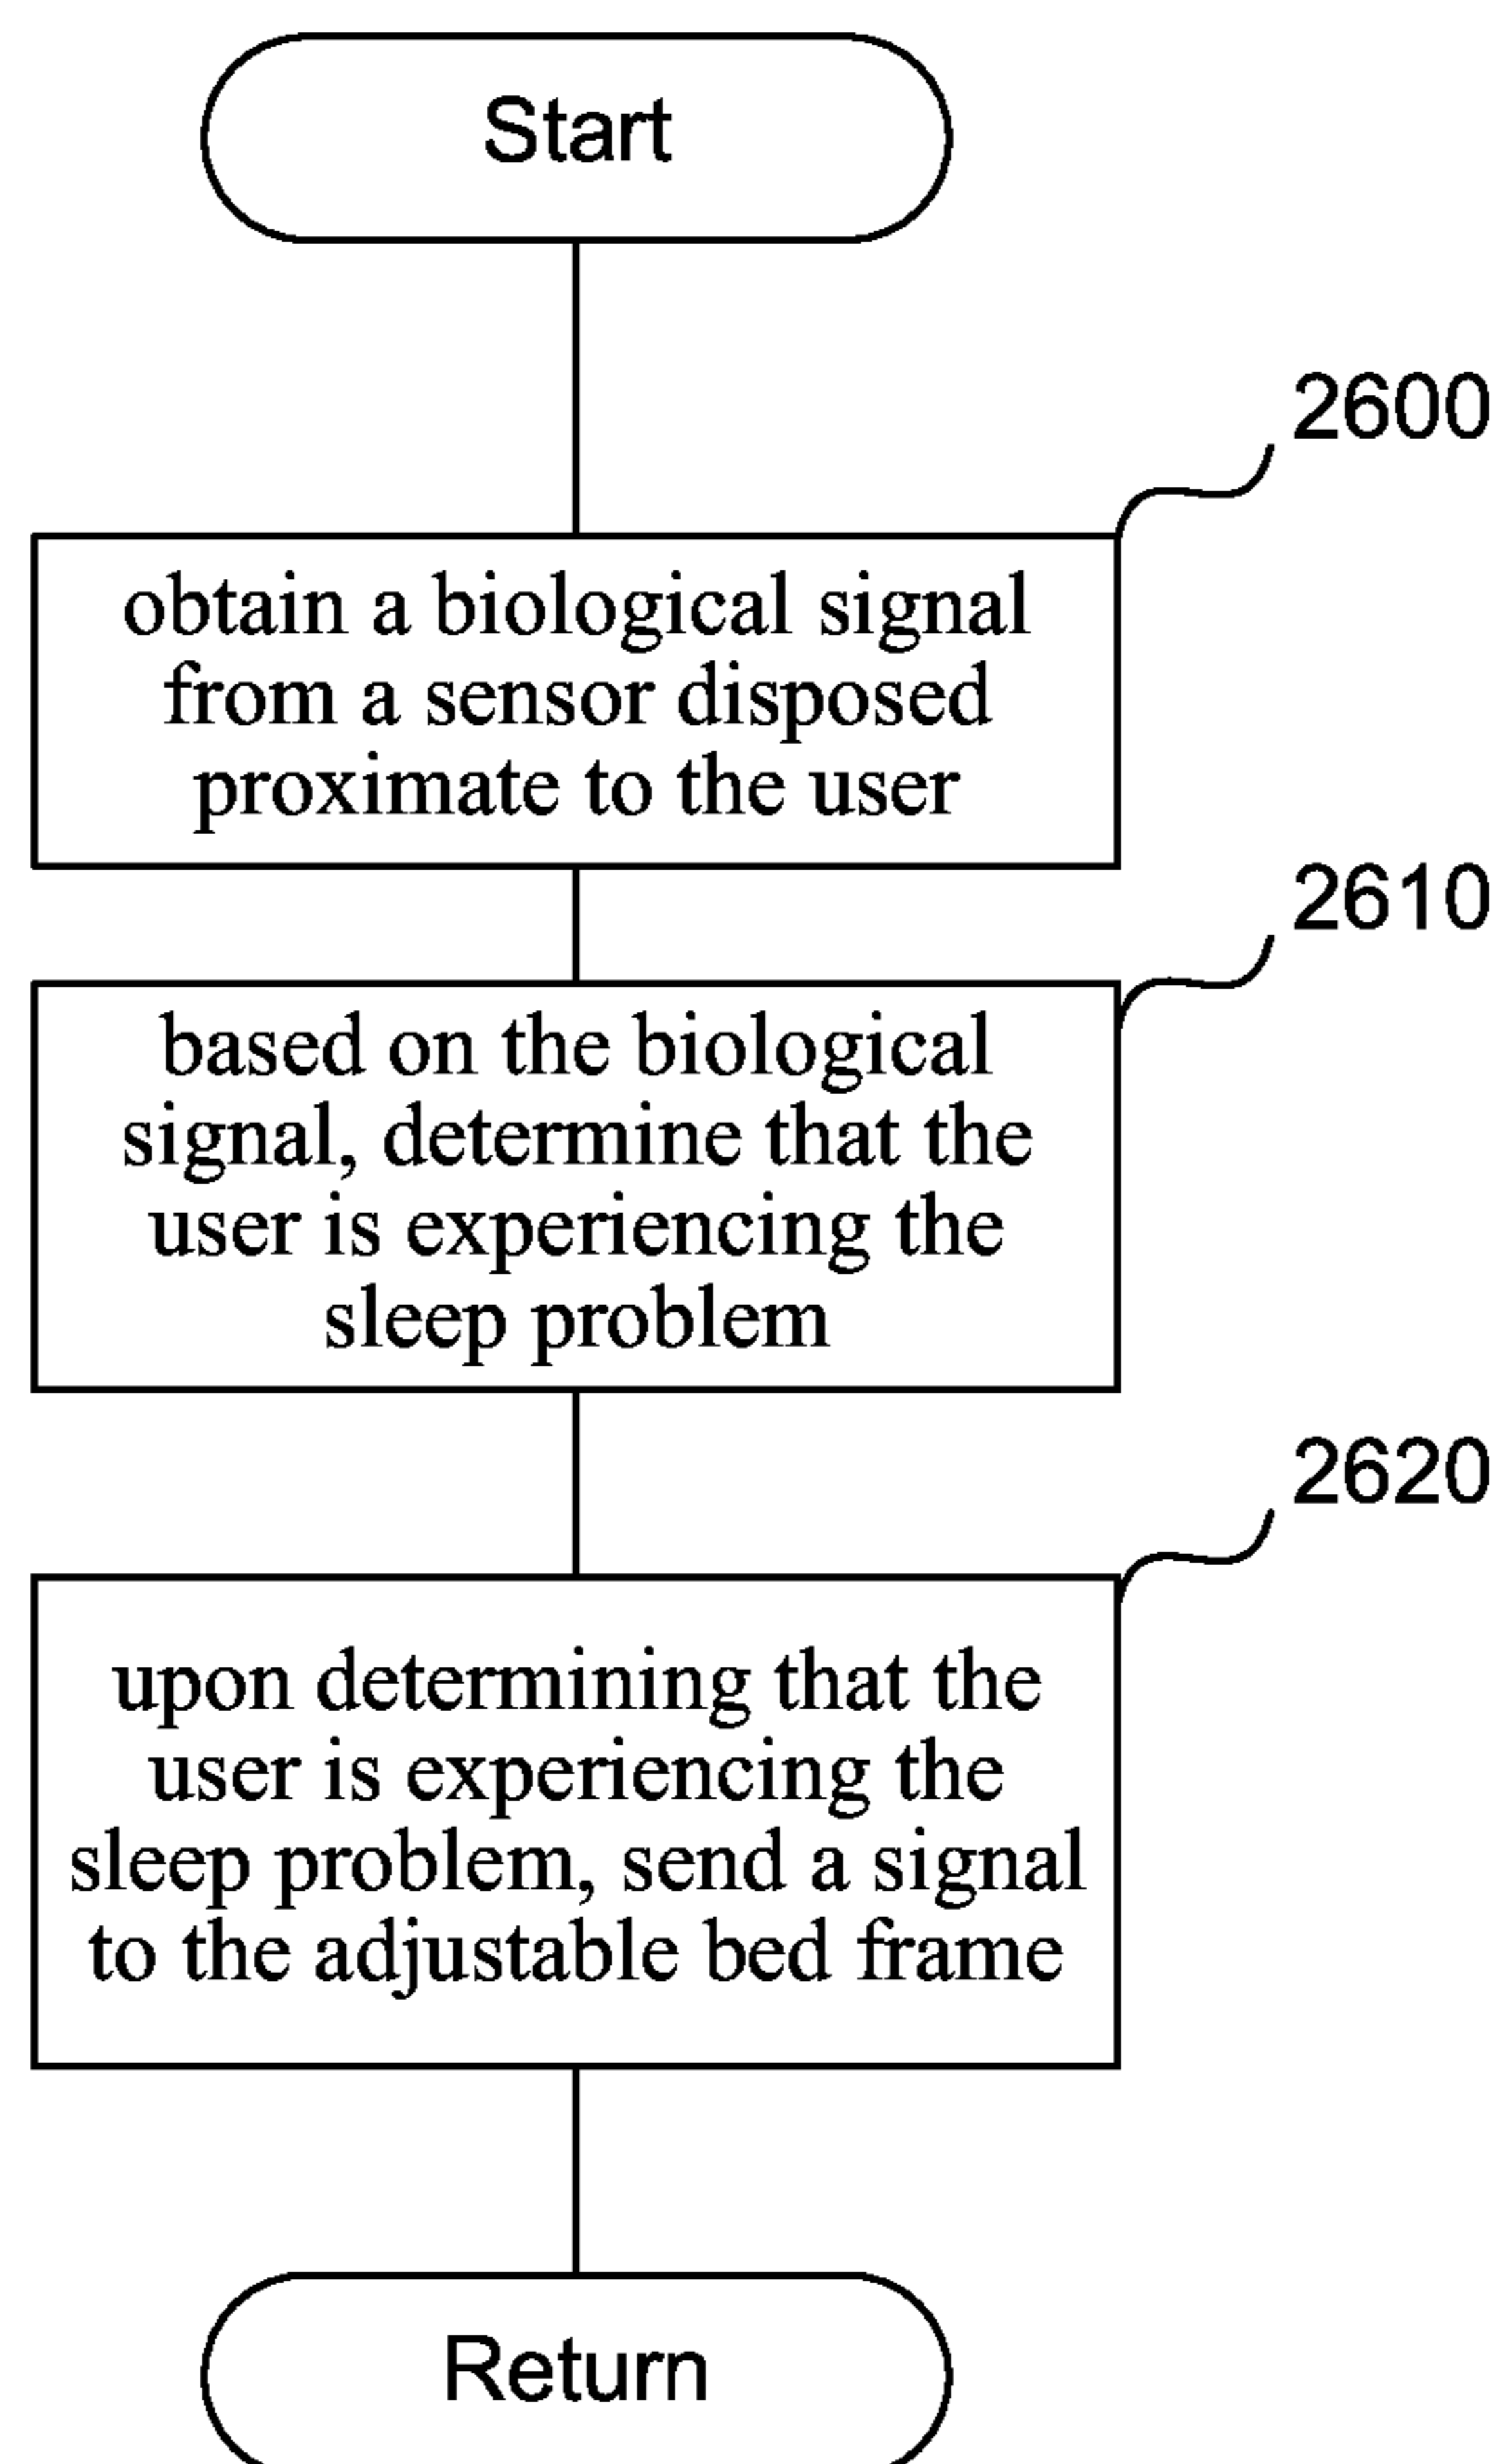 Start
2600
obtain a biological signal
from a sensor disposed
proximate to the user
2610
based on the biological
signal, determine that the
user is experiencing the
sleep problem
2620
upon determining that the
user is experiencing the
sleep problem, send a signal
to the adjustable bed frame
Return